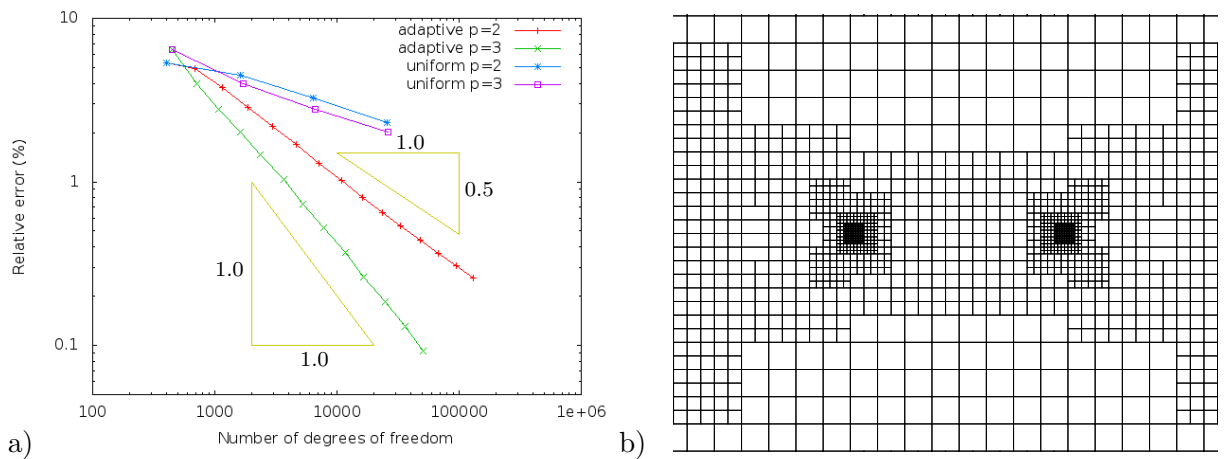 10
1
0.1
Relative error (%)
adaptive p=2
adaptive p=3
uniform p=2
uniform p=3
1.0
0.5
1.0
1.0
100
1000
10000
100000
1e+06
Number of degrees of freedom
a)
b)